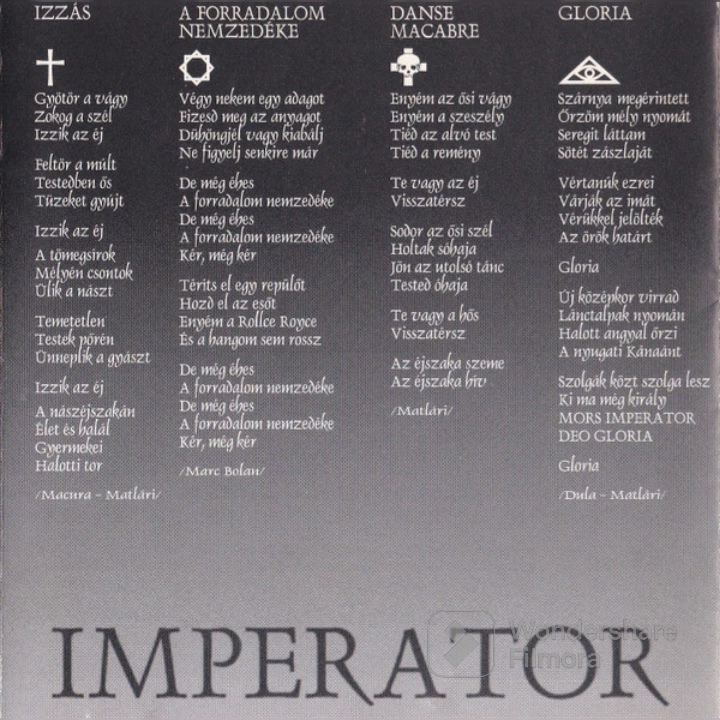 IZZÁS
Gyötör a vágy
Zokog a szél
Izzik az éj
Feltör a múlt
Testedben ős
Tüzeket gyújt
Izzik az éj
A tömegsírok
Mélyén csontok
Ülik a nászt
Temetetlen
Testek pőrén
Ünneplik a gyászt
Izzik az éj
A nászéjszakán
Élet és halál
Gyermekei
Halotti tor
/Macura – Matlári/
A FORRADALOM
NEMZEDÉKE
Végy nekem egy adagot
Fizesd meg az anyagot
Dühöngjél vagy kiabálj
Ne figyelj senkire már
De még éhes
A forradalom nemzedéke
De még éhes
A forradalom nemzedéke
Kér, még kér
Téríts el egy repülőt
Hozd el az esőt
Enyém a Rollce Royce
És a hangom sem rossz
De még éhes
A forradalom nemzedéke
De még éhes
A forradalom nemzedéke
Kér, még kér
/Marc Bolan/
DANSE
MACABRE
Enyém az ősi vágy
Enyém a szeszély
Tiéd az alvó test
Tiéd a remény
Te vagy az éj
Visszatérsz
Sodor az ősi szél
Holtak sóhaja
Jön az utolsó tánc
Tested óhaja
Te vagy a hős
Visszatérsz
Az éjszaka szeme
Az éjszaka hív
/Matlári/
GLORIA
Szárnya megérintett
Őrzöm mély nyomát
Seregit láttam
Sötét zászlaját
Vértanúk ezrei
Várják az imát
Vérükkel jelölték
Az örök határt
Gloria
Új középkor virrad
Lánctalpak nyomán
Halott angyal őrzi
A nyugati Kánaánt
Szolgák közt szolga lesz
Ki ma még király
MORS IMPERATOR
DEO GLORIA
Gloria
/Dula – Matlári/
IMPERATOR
Wondershare
Filmora